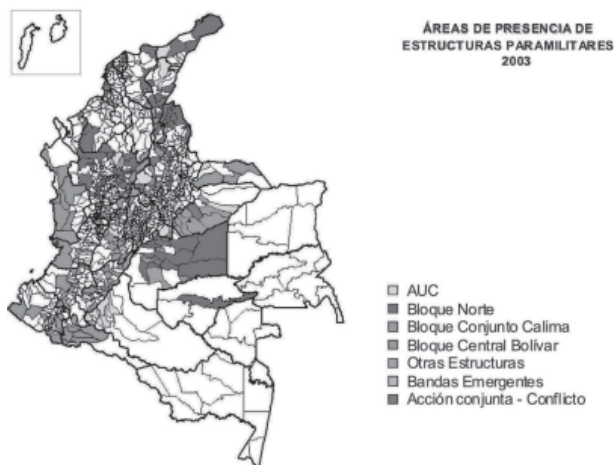 ÁREAS DE PRESENCIA DE
ESTRUCTURAS PARAMILITARES
2003
AUC
Bloque Norte
Bloque Conjunto Calima
Bloque Central Bolívar
Otras Estructuras
Bandas Emergentes
Acción conjunta - Conflicto